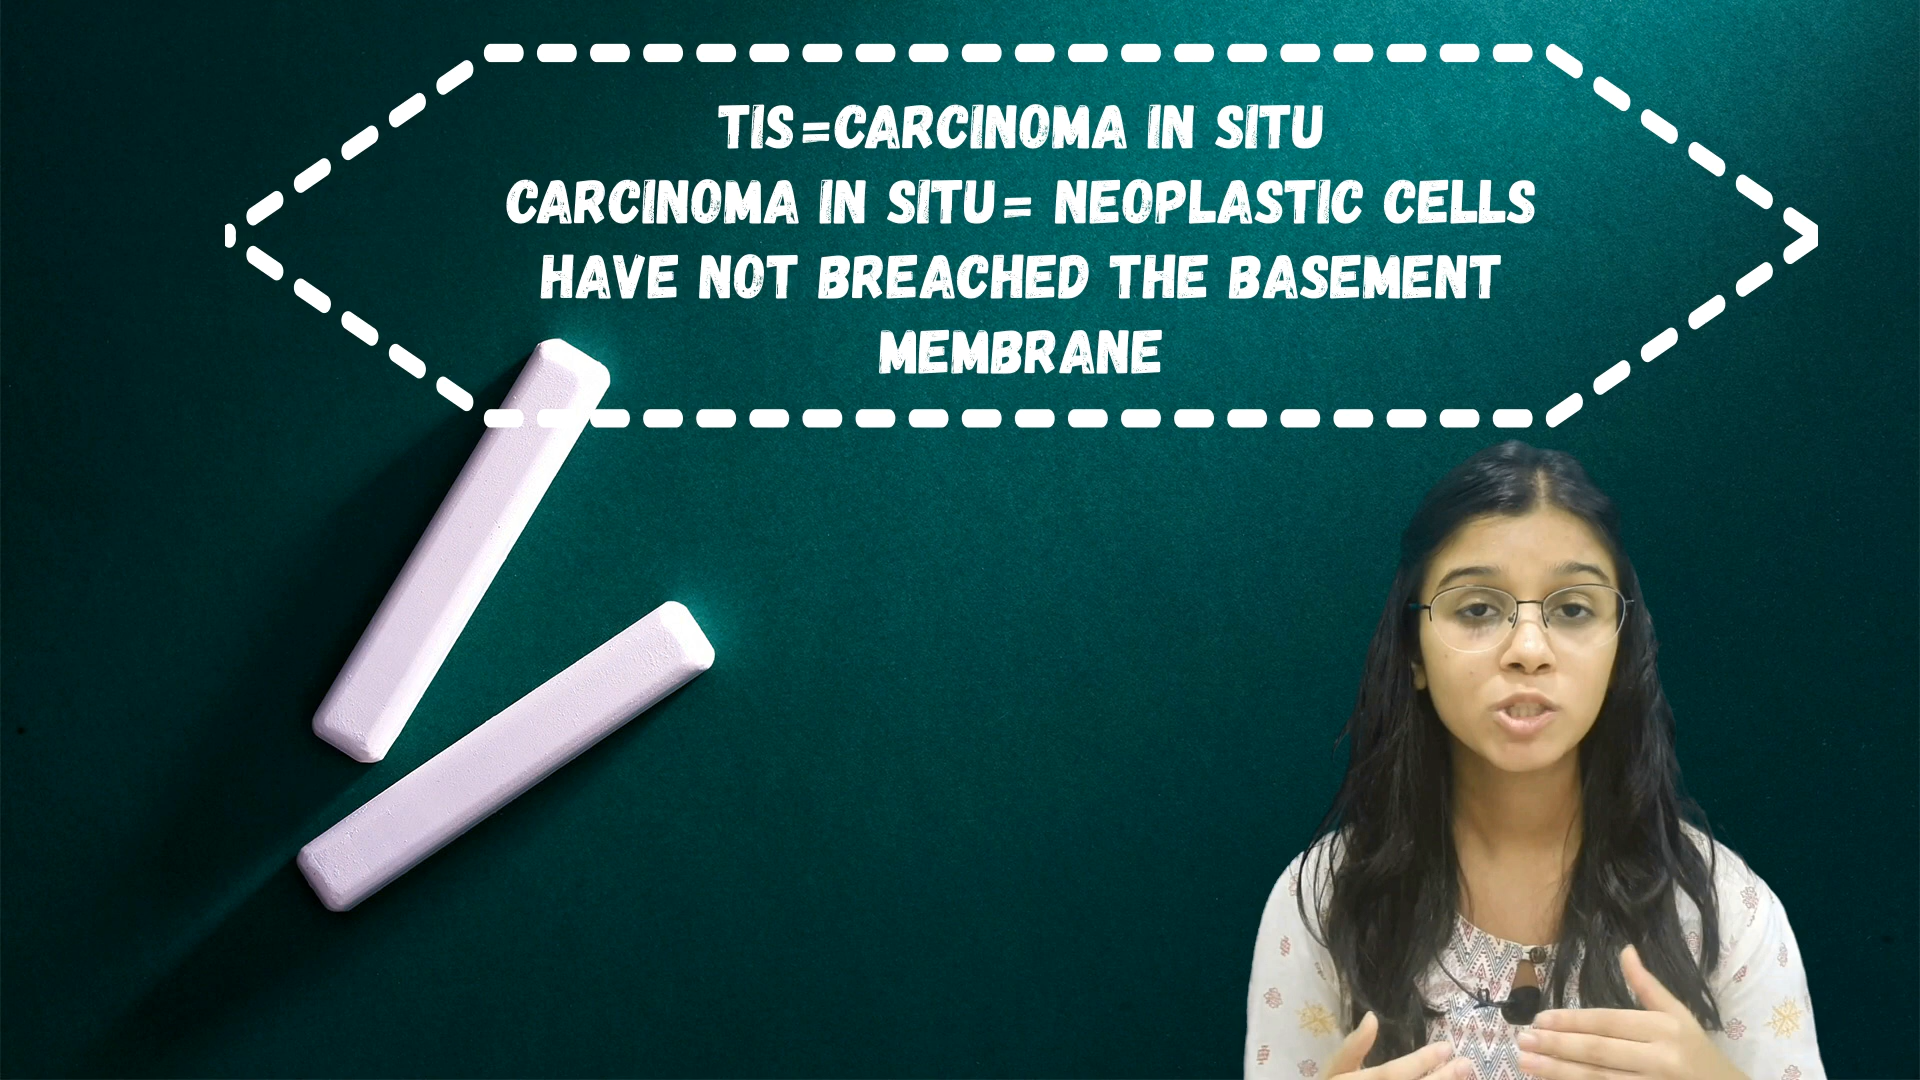 TIS=CARCINOMA IN SITU
CARCINOMA IN SITU= NEOPLASTIC CELLS
HAVE NOT BREACHED THE BASEMENT
MEMBRANE